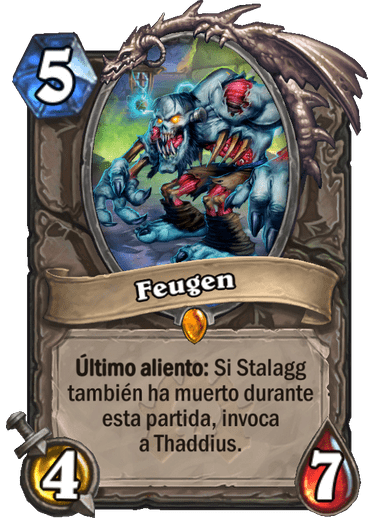 5
Feugen
Último aliento: Si Stalagg
también ha muerto durante
esta partida, invoca
a Thaddius.
4
7